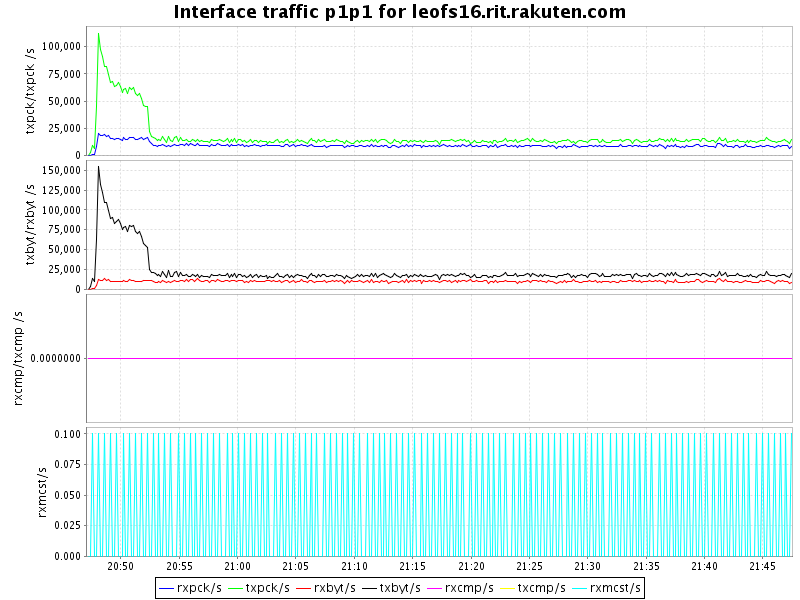 Interface traffic p1p1 for leofs16.rit.rakuten.com
txpck/txpck /s
100,000
75,000
50,000
25,000
0
txbyt/rxbyt /s
150,000
125,000
100,000
75,000
50,000
25,000
0
rxcmp/txcmp /s
0.0000000
rxmcst/s
0.100
0.075
0.050
0.025
0.000
20:50 20:55 21:00 21:05 21:10 21:15 21:20 21:25 21:30 21:35 21:40 21:45
rxpck/s txpck/s rxbyt/s txbyt/s rxcmp/s txcmp/s rxmcst/s